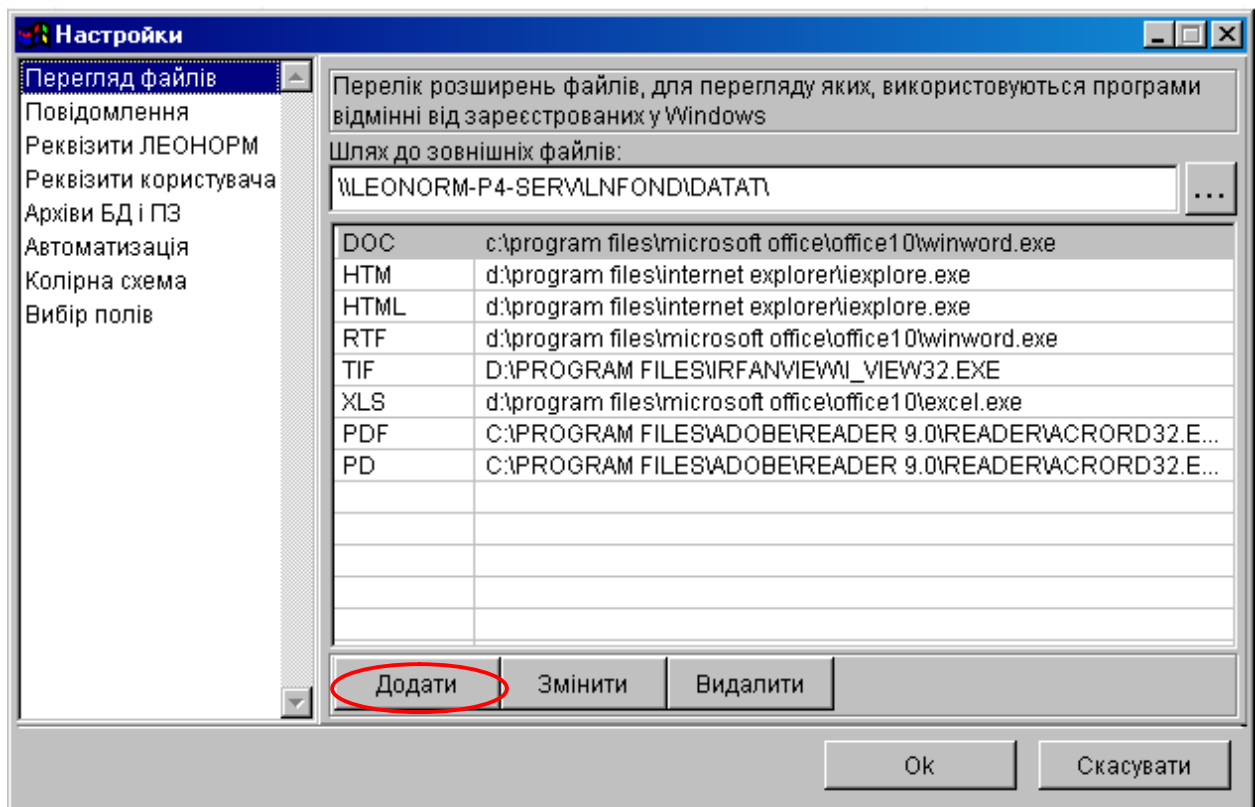 Настройки
Перегляд файлів
Повідомлення
Реквізити ЛЕОНОРМ
Реквізити користувача
Архіви БД і ПЗ
Автоматизація
Колірна схема
Вибір полів
Перелік розширень файлів, для перегляду яких, використовуються програми
відмінні від зареєстрованих у Windows
Шлях до зовнішніх файлів:
\\LEONORM-P4-SERV\LNFOND\DATAT\
...
DOC c:\program files\microsoft office\office10\winword.exe
HTM d:\program files\internet explorer\iexplore.exe
HTML d:\program files\internet explorer\iexplore.exe
RTF d:\program files\microsoft office\office10\winword.exe
TIF D:\PROGRAM FILES\IRFANVIEW\I_VIEW32.EXE
XLS d:\program files\microsoft office\office10\excel.exe
PDF C:\PROGRAM FILES\ADOBE\READER 9.0\READER\ACRORD32.E...
PD C:\PROGRAM FILES\ADOBE\READER 9.0\READER\ACRORD32.E...
Додати Змінити Видалити
Ok Скасувати